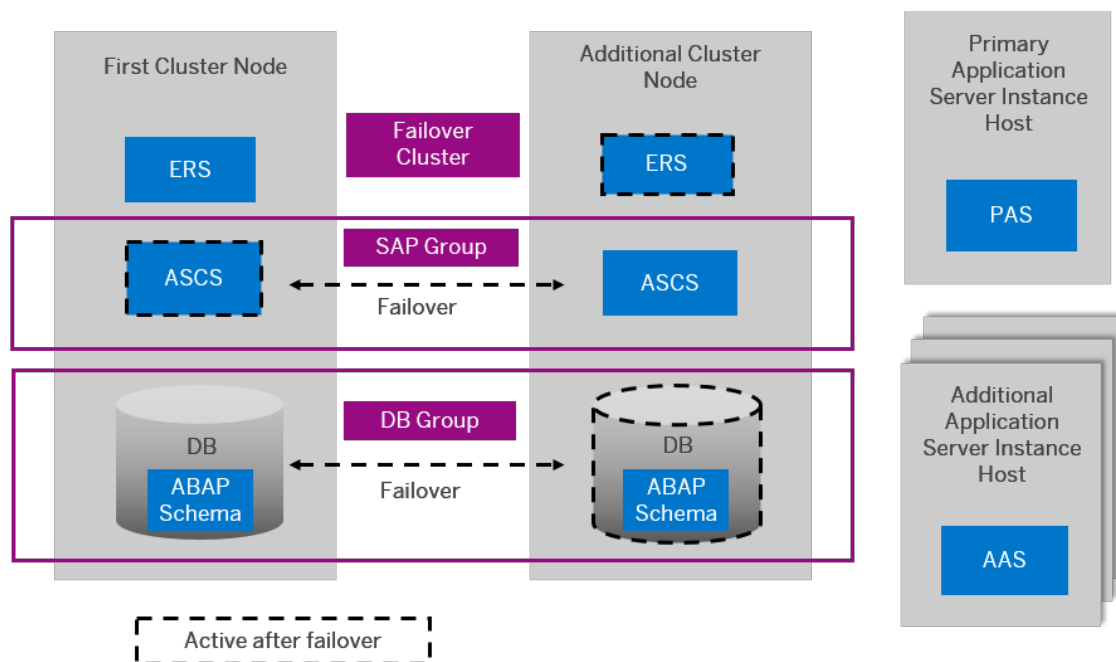 First Cluster Node
ERS
ASCS
DB
ABAP
Schema
Failover
Cluster
SAP Group
Failover
DB Group
Failover
Additional Cluster
Node
ERS
ASCS
DB
ABAP
Schema
Primary
Application
Server Instance
Host
PAS
Additional
Application
Server Instance
Host
AAS
Active after failover